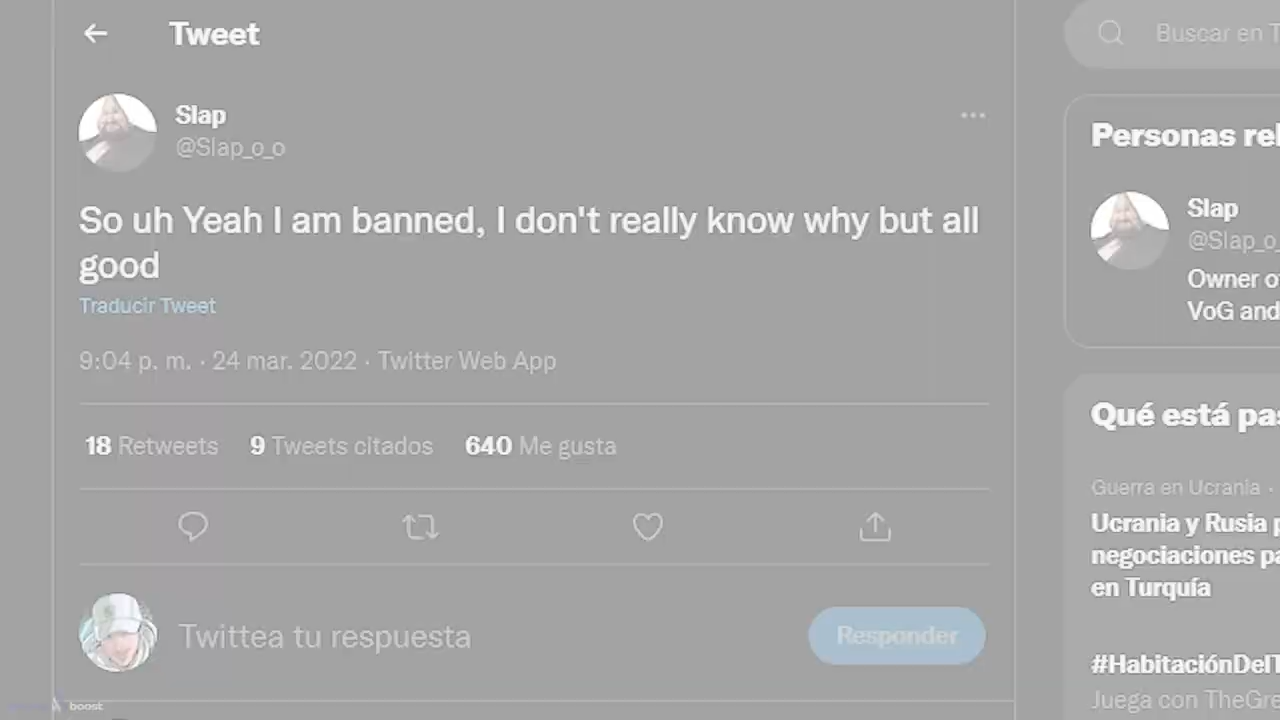 Tweet
Buscar en T
Slap
@Slap_o_o
So uh Yeah I am banned, I don't really know why but all
good
Traducir Tweet
9:04 p. m. · 24 mar. 2022 · Twitter Web App
18 Retweets 9 Tweets citados 640 Me gusta
Twittea tu respuesta
Responder
Personas rel
Slap
@Slap_o_
Owner o
VoG and
Qué está pas
Guerra en Ucrania ·
Ucrania y Rusia p
negociaciones pa
en Turquía
#HabitaciónDelT
Juega con TheGre
boost